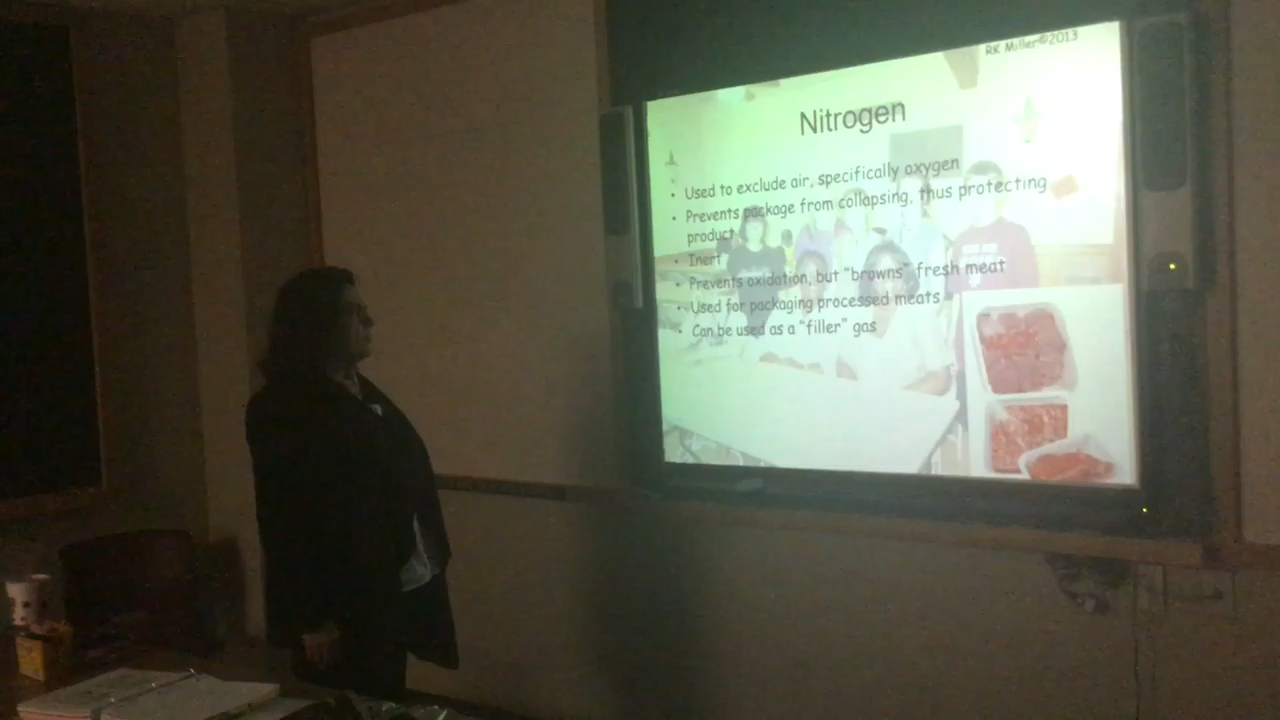 RK Miller©2013
Nitrogen
• Used to exclude air, specifically oxygen
• Prevents package from collapsing, thus protecting
product
• Inert
• Prevents oxidation, but "browns" fresh meat
• Used for packaging processed meats
• Can be used as a "filler" gas